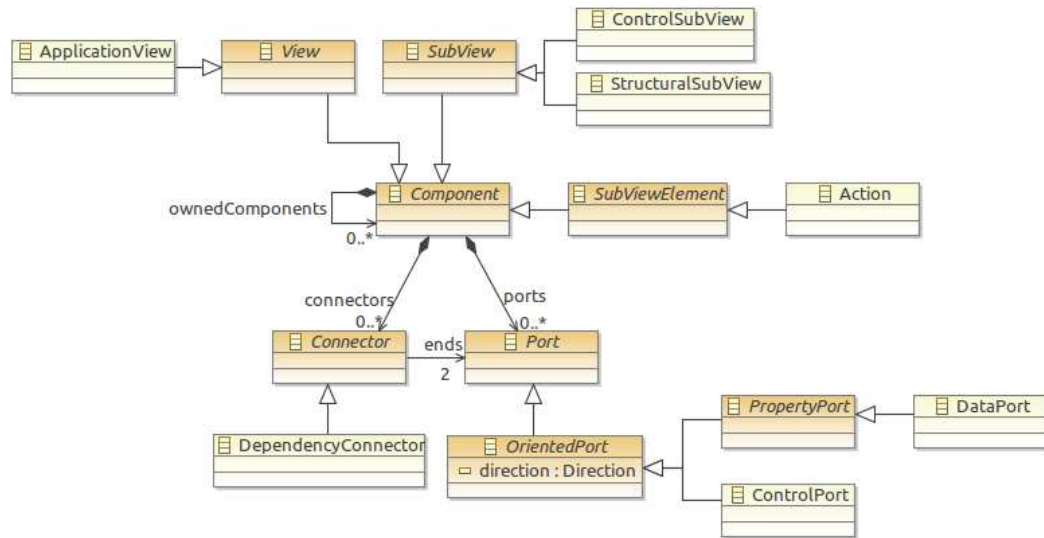 ControlSubView
ApplicationView
View
SubView
StructuralSubView
Component
SubViewElement
Action
ownedComponents
0..*
connectors
ports
0..*
0..*
Connector
ends
Port
2
PropertyPort
DataPort
DependencyConnector
OrientedPort
direction : Direction
ControlPort